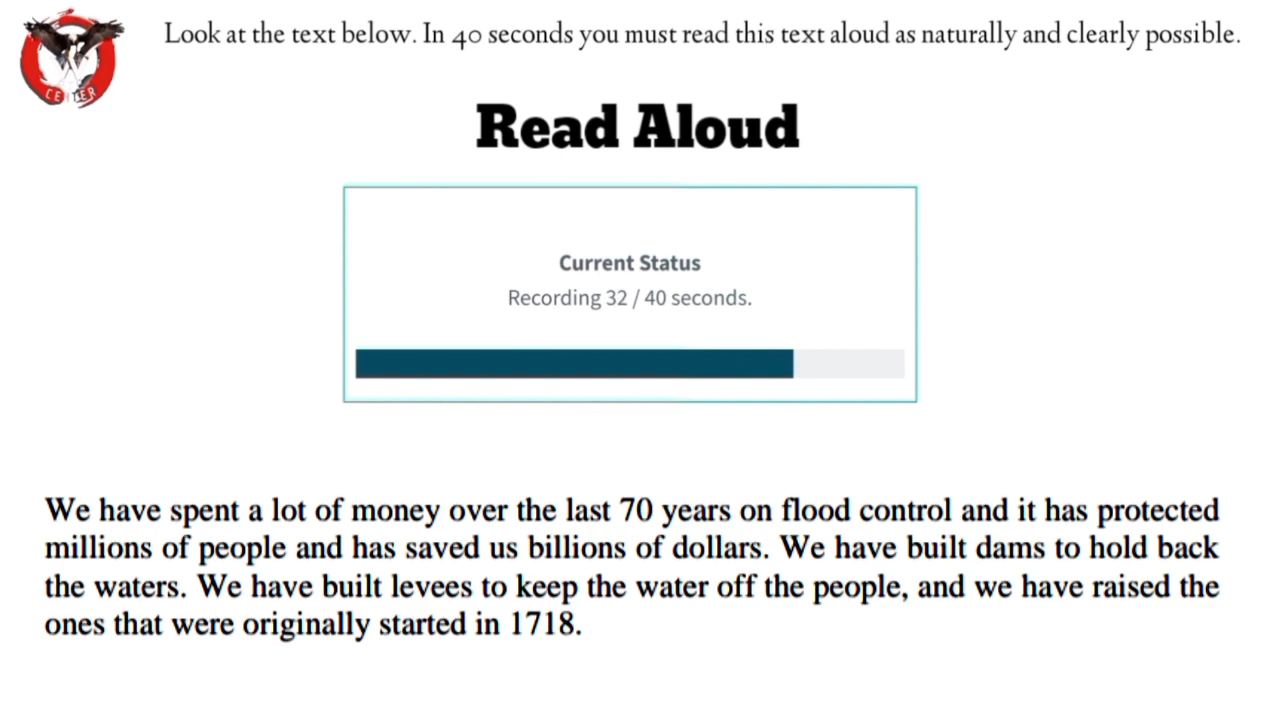 CENTER
Look at the text below. In 40 seconds you must read this text aloud as naturally and clearly possible.
Read Aloud
Current Status
Recording 32 / 40 seconds.
We have spent a lot of money over the last 70 years on flood control and it has protected
millions of people and has saved us billions of dollars. We have built dams to hold back
the waters. We have built levees to keep the water off the people, and we have raised the
ones that were originally started in 1718.